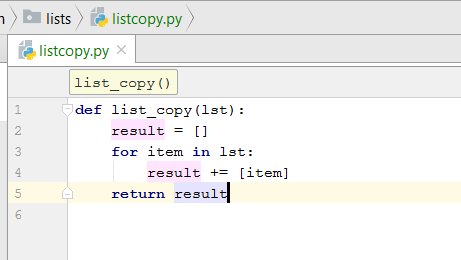 n lists listcopy.py
listcopy.py
list_copy()
1 def list_copy(lst):
2     result = []
3     for item in lst:
4         result += [item]
5     return result
6